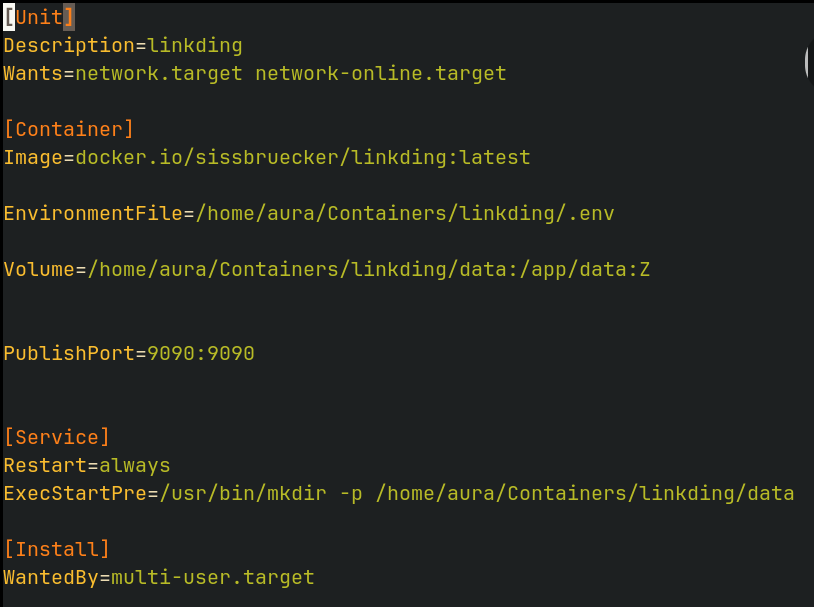 [Unit]
Description=linkding
Wants=network.target network-online.target
[Container]
Image=docker.io/sissbruecker/linkding:latest
EnvironmentFile=/home/aura/Containers/linkding/.env
Volume=/home/aura/Containers/linkding/data:/app/data:Z
PublishPort=9090:9090
[Service]
Restart=always
ExecStartPre=/usr/bin/mkdir -p /home/aura/Containers/linkding/data
[Install]
WantedBy=multi-user.target